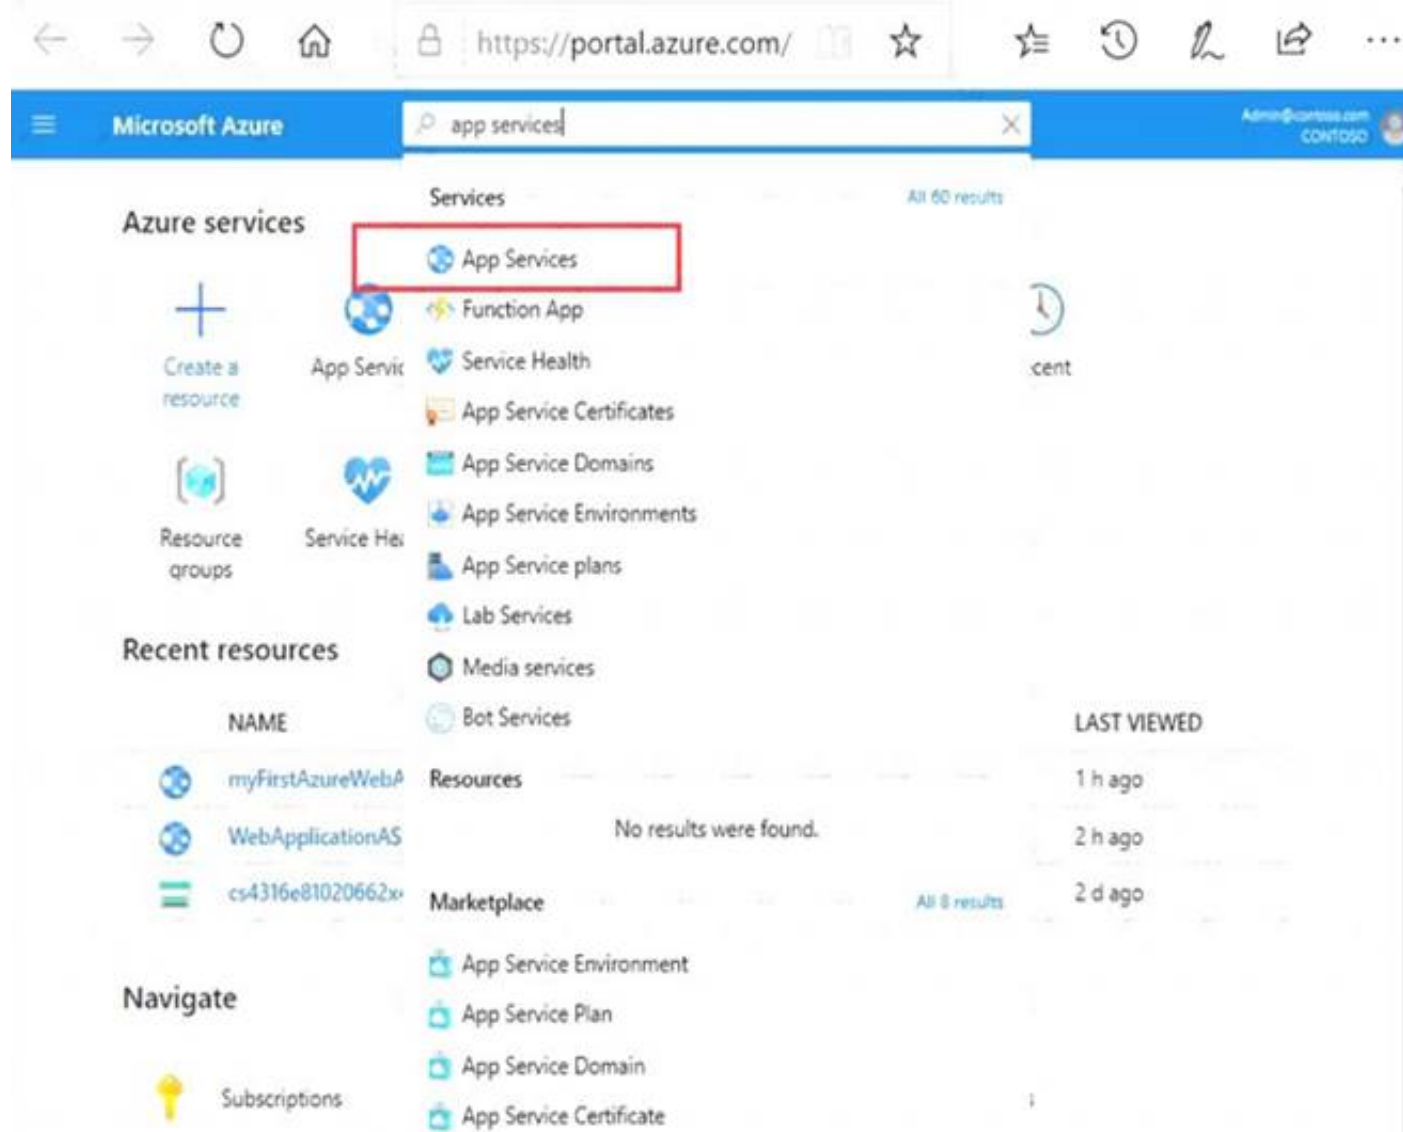 https://portal.azure.com/
Microsoft Azure
app services
Admin@contoso.com
CONTOSO
Services
All 60 results
Azure services
App Services
Function App
Create a
resource
App Servic
Service Health
cent
App Service Certificates
App Service Domains
App Service Environments
Resource
groups
Service Hea
App Service plans
Lab Services
Recent resources
Media services
Bot Services
NAME
LAST VIEWED
myFirstAzureWebA
Resources
1 h ago
No results were found.
WebApplicationAS
2 h ago
cs4316e81020662x
Marketplace
All 8 results
2 d ago
App Service Environment
Navigate
App Service Plan
App Service Domain
Subscriptions
App Service Certificate